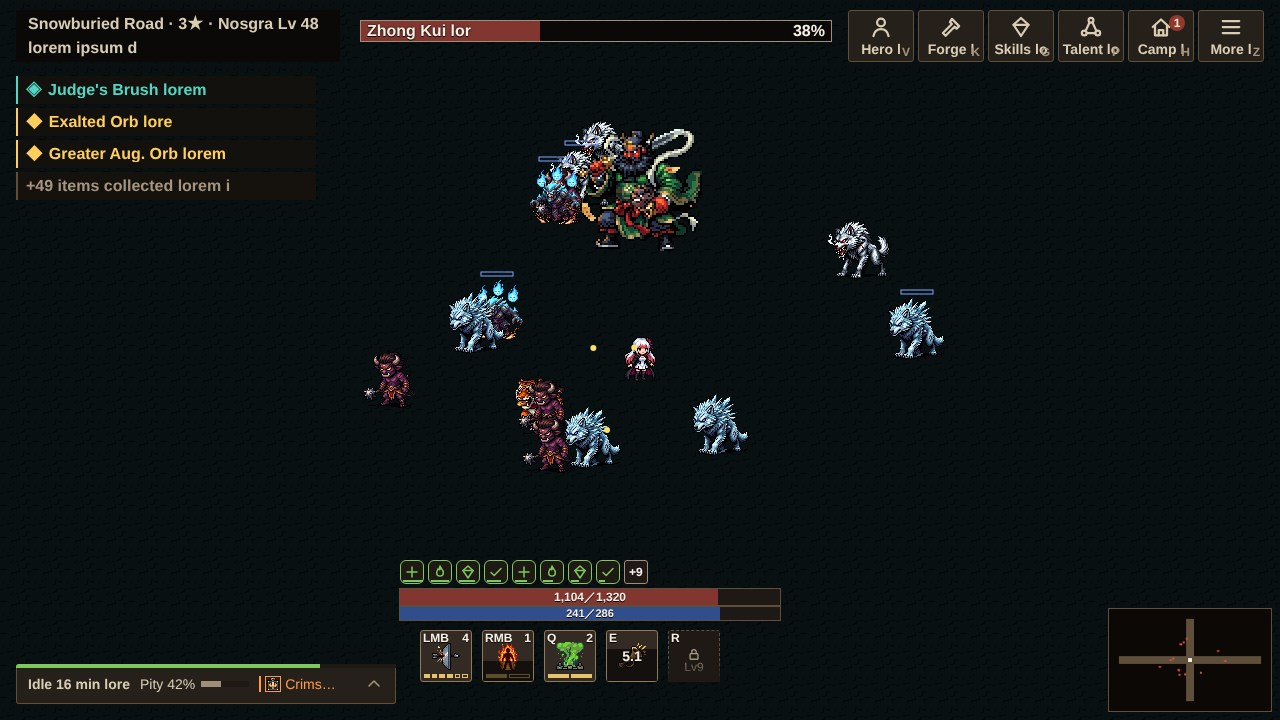 Snowburied Road · 3★ · Nosgra Lv 48
lorem ipsum d
Zhong Kui lor 38%
Hero l V
Forge l K
Skills lo
Talent lo
Camp l H
1
More l Z
Judge's Brush lorem
Exalted Orb lore
Greater Aug. Orb lorem
+49 items collected lorem i
+9
1,104／1,320
241／286
LMB 4
RMB 1
Q 2
E
5.1
R
Lv9
Idle 16 min lore Pity 42% Crims…